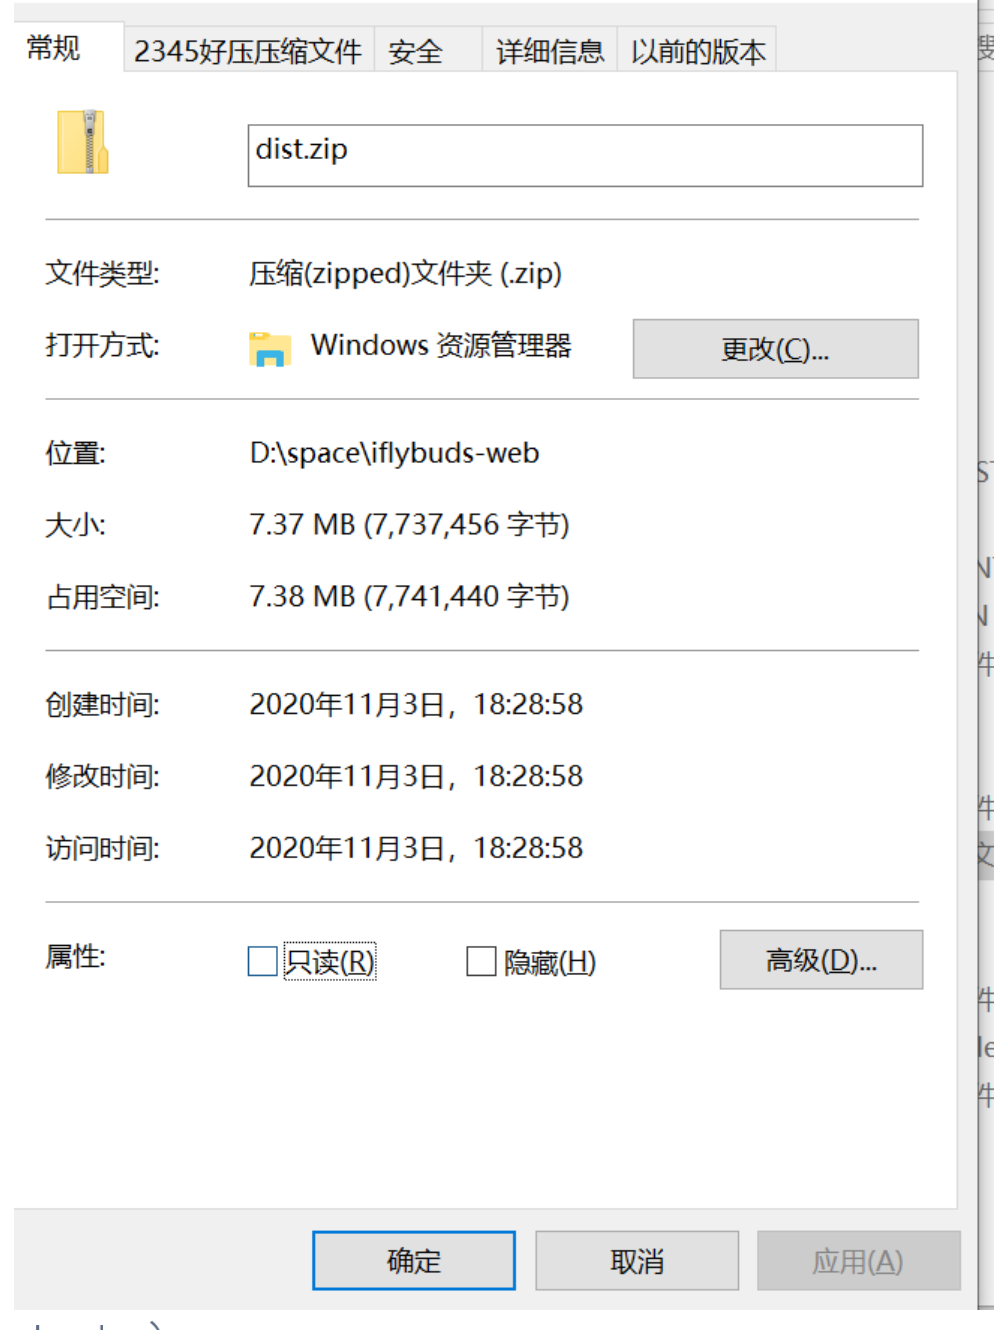 常规 2345好压压缩文件 安全 详细信息 以前的版本
dist.zip
文件类型: 压缩(zipped)文件夹 (.zip)
打开方式: Windows 资源管理器 更改(C)...
位置: D:\space\iflybuds-web
大小: 7.37 MB (7,737,456 字节)
占用空间: 7.38 MB (7,741,440 字节)
创建时间: 2020年11月3日，18:28:58
修改时间: 2020年11月3日，18:28:58
访问时间: 2020年11月3日，18:28:58
属性: 只读(R) 隐藏(H) 高级(D)...
确定 取消 应用(A)